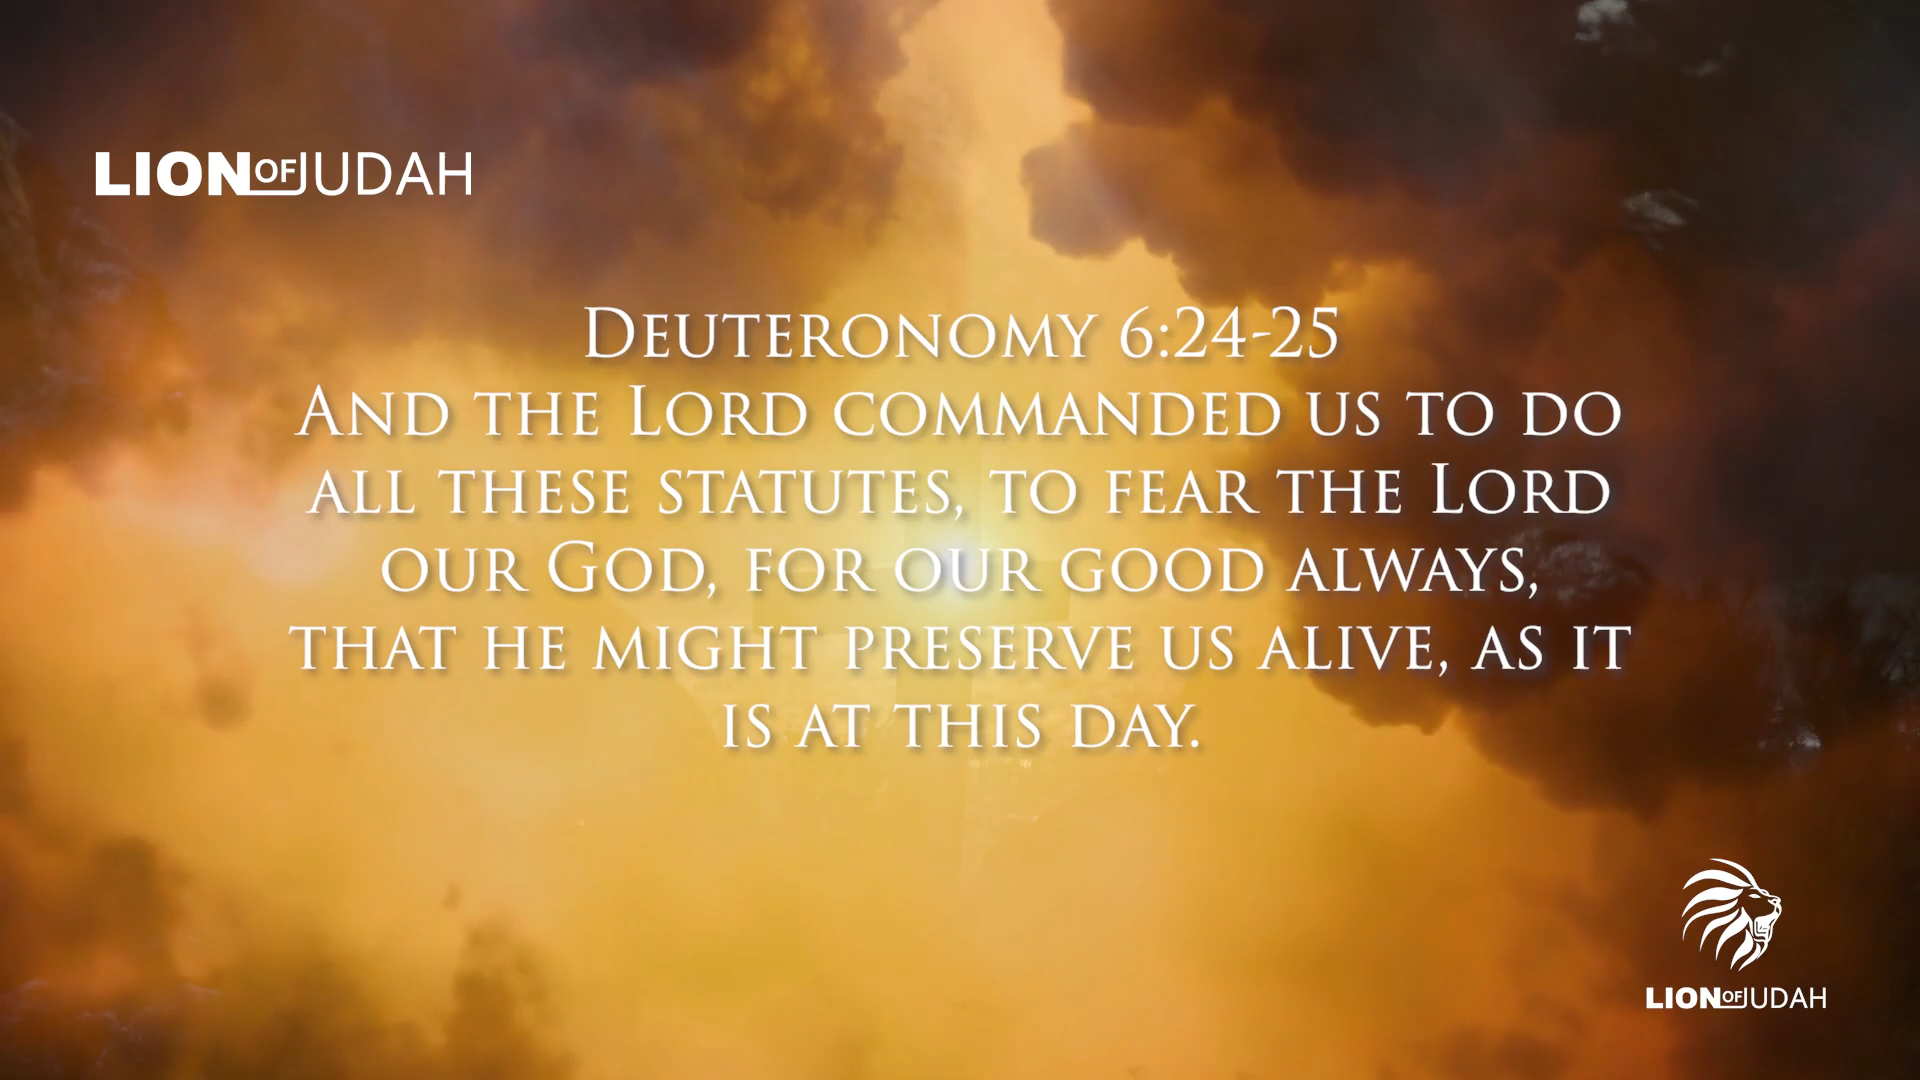 LION OF JUDAH
Deuteronomy 6:24-25
And the Lord commanded us to do
all these statutes, to fear the Lord
our God, for our good always,
that he might preserve us alive, as it
is at this day.
LION OF JUDAH